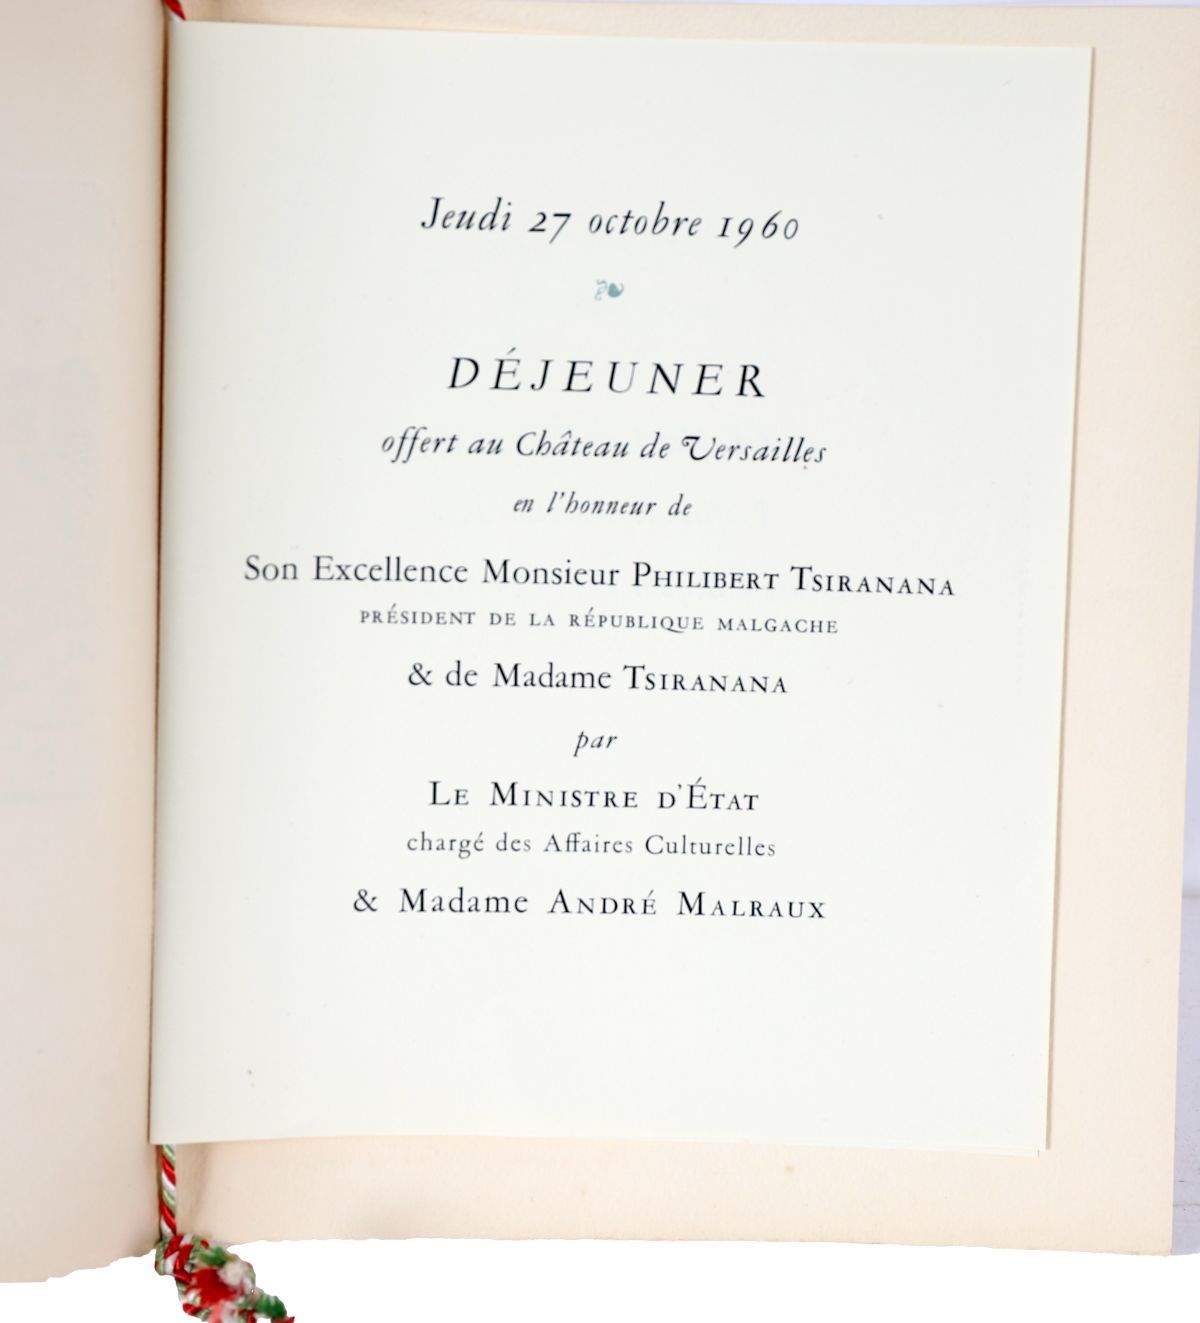 Jeudi 27 octobre 1960
DÉJEUNER
offert au Château de Versailles
en l'honneur de
Son Excellence Monsieur PHILIBERT TSIRANANA
PRÉSIDENT DE LA RÉPUBLIQUE MALGACHE
& de Madame TSIRANANA
par
LE MINISTRE D'ÉTAT
chargé des Affaires Culturelles
& Madame ANDRÉ MALRAUX